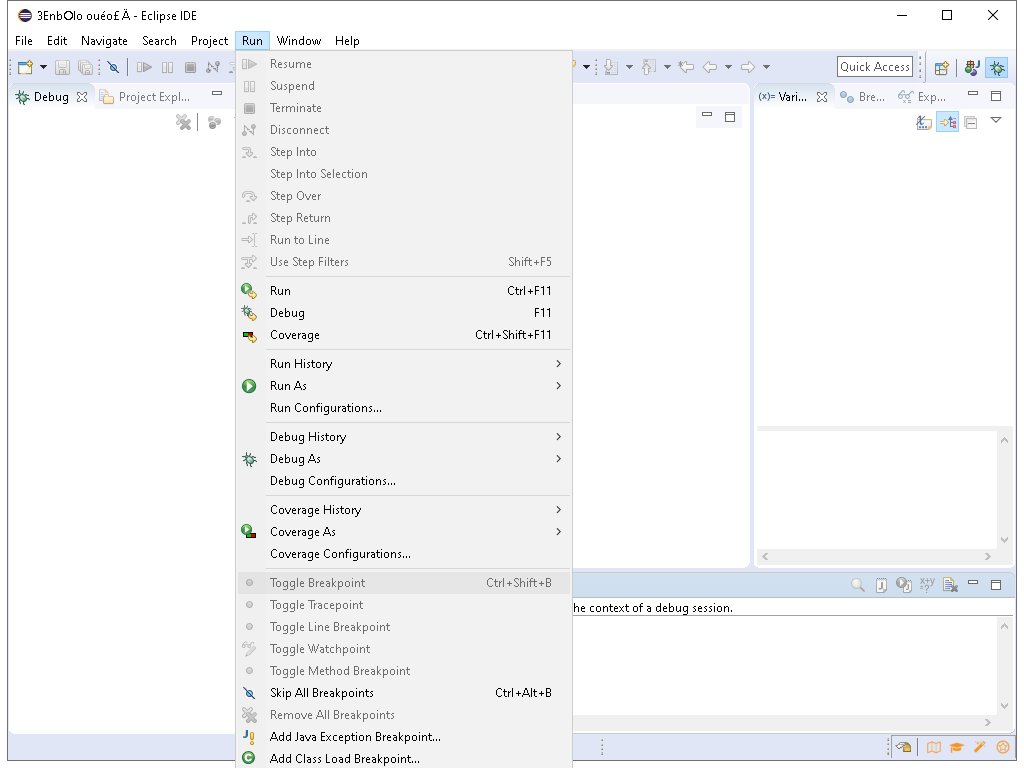 3EnbOlo ouéo£Ä - Eclipse IDE
File Edit Navigate Search Project Run Window Help
Quick Access
Debug Project Expl...
(x)= Vari... Bre... Exp...
Resume
Suspend
Terminate
Disconnect
Step Into
Step Into Selection
Step Over
Step Return
Run to Line
Use Step Filters Shift+F5
Run Ctrl+F11
Debug F11
Coverage Ctrl+Shift+F11
Run History
Run As
Run Configurations...
Debug History
Debug As
Debug Configurations...
Coverage History
Coverage As
Coverage Configurations...
Toggle Breakpoint Ctrl+Shift+B
Toggle Tracepoint
Toggle Line Breakpoint
Toggle Watchpoint
Toggle Method Breakpoint
Skip All Breakpoints Ctrl+Alt+B
Remove All Breakpoints
Add Java Exception Breakpoint...
Add Class Load Breakpoint...
he context of a debug session.